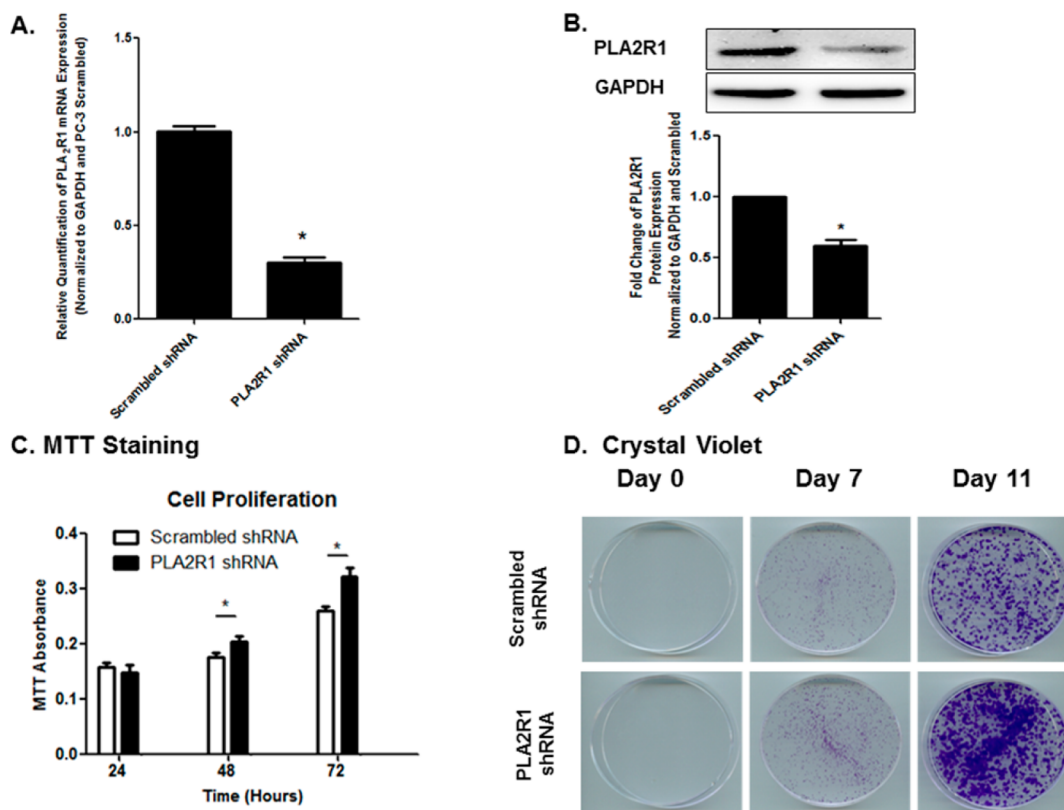 A.
Relative Quantification of PLA₂R1 mRNA Expression
(Normalized to GAPDH and PC-3 Scrambled)
1.5
1.0
0.5
0.0
*
Scrambled shRNA
PLA2R1 shRNA
B.
PLA2R1
GAPDH
Fold Change of PLA2R1
Protein Expression
Normalized to GAPDH and Scrambled
1.5
1.0
0.5
0.0
*
Scrambled shRNA
PLA2R1 shRNA
C. MTT Staining
Cell Proliferation
MTT Absorbance
0.4
0.3
0.2
0.1
0.0
Scrambled shRNA
PLA2R1 shRNA
*
*
24
48
72
Time (Hours)
D. Crystal Violet
Day 0
Day 7
Day 11
Scrambled
shRNA
PLA2R1
shRNA